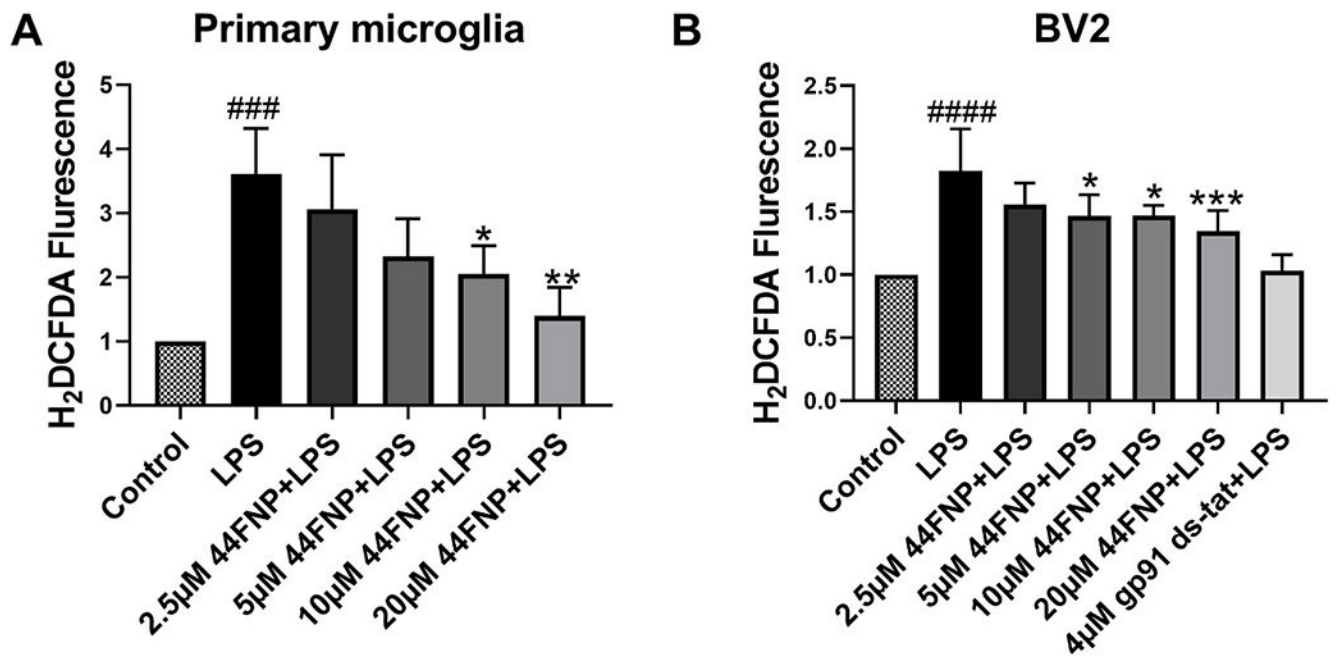 A
Primary microglia
H₂DCFDA Flurescence
5
4
3
2
1
0
###
*
**
Control
LPS
2.5μM 44FNP+LPS
5μM 44FNP+LPS
10μM 44FNP+LPS
20μM 44FNP+LPS
B
BV2
H₂DCFDA Flurescence
2.5
2.0
1.5
1.0
0.5
0.0
####
*
*
***
Control
LPS
2.5μM 44FNP+LPS
5μM 44FNP+LPS
10μM 44FNP+LPS
20μM 44FNP+LPS
4μM gp91 ds-tat+LPS